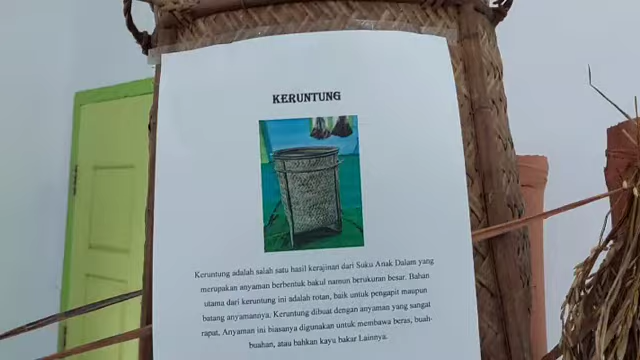 KERUNTUNG
Keruntung adalah salah satu hasil kerajinan dari Suku Anak Dalam yang
merupakan anyaman berbentuk bakul namun berukuran besar. Bahan
utama dari keruntung ini adalah rotan, baik untuk pengapit maupun
batang anyamannya. Keruntung dibuat dengan anyaman yang sangat
rapat, Anyaman ini biasanya digunakan untuk membawa beras, buah-
buahan, atau bahkan kayu bakar Lainnya.